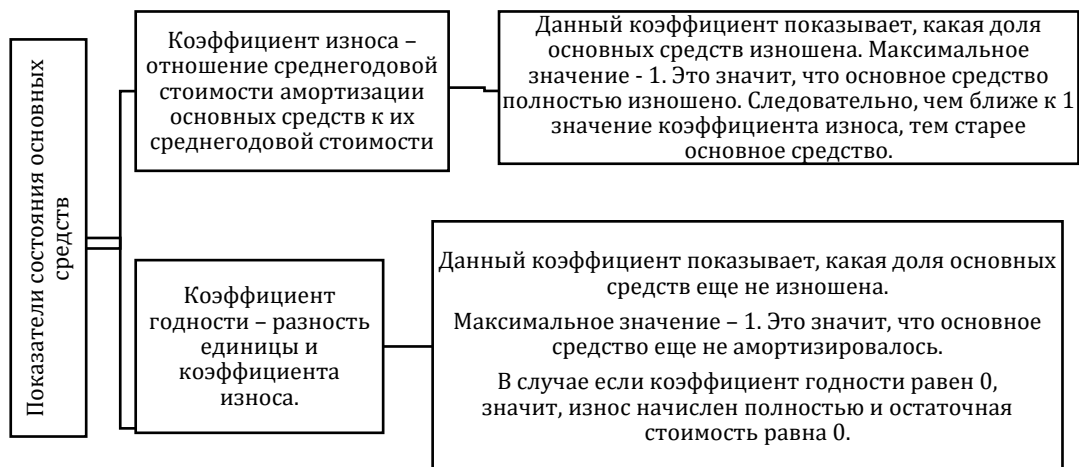 Показатели состояния основных
средств
Коэффициент износа –
отношение среднегодовой
стоимости амортизации
основных средств к их
среднегодовой стоимости
Данный коэффициент показывает, какая доля
основных средств изношена. Максимальное
значение - 1. Это значит, что основное средство
полностью изношено. Следовательно, чем ближе к 1
значение коэффициента износа, тем старее
основное средство.
Коэффициент
годности – разность
единицы и
коэффициента
износа.
Данный коэффициент показывает, какая доля основных
средств еще не изношена.
Максимальное значение – 1. Это значит, что основное
средство еще не амортизировалось.
В случае если коэффициент годности равен 0,
значит, износ начислен полностью и остаточная
стоимость равна 0.